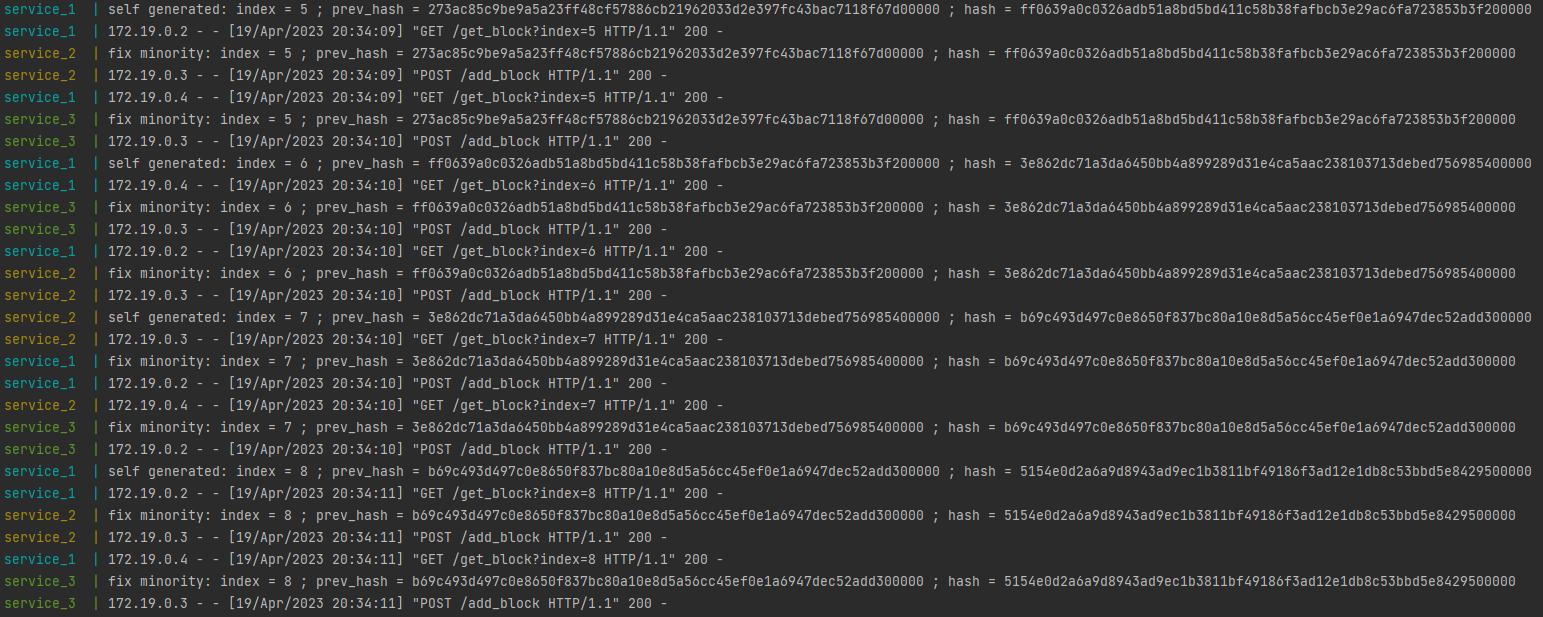 service_1  | self generated: index = 5 ; prev_hash = 273ac85c9be9a5a23ff48cf57886cb21962033d2e397fc43bac7118f67d00000 ; hash = ff0639a0c0326adb51a8bd5bd411c58b38fafbcb3e29ac6fa723853b3f200000
service_1  | 172.19.0.2 - - [19/Apr/2023 20:34:09] "GET /get_block?index=5 HTTP/1.1" 200 -
service_2  | fix minority: index = 5 ; prev_hash = 273ac85c9be9a5a23ff48cf57886cb21962033d2e397fc43bac7118f67d00000 ; hash = ff0639a0c0326adb51a8bd5bd411c58b38fafbcb3e29ac6fa723853b3f200000
service_2  | 172.19.0.3 - - [19/Apr/2023 20:34:09] "POST /add_block HTTP/1.1" 200 -
service_1  | 172.19.0.4 - - [19/Apr/2023 20:34:09] "GET /get_block?index=5 HTTP/1.1" 200 -
service_3  | fix minority: index = 5 ; prev_hash = 273ac85c9be9a5a23ff48cf57886cb21962033d2e397fc43bac7118f67d00000 ; hash = ff0639a0c0326adb51a8bd5bd411c58b38fafbcb3e29ac6fa723853b3f200000
service_3  | 172.19.0.3 - - [19/Apr/2023 20:34:10] "POST /add_block HTTP/1.1" 200 -
service_1  | self generated: index = 6 ; prev_hash = ff0639a0c0326adb51a8bd5bd411c58b38fafbcb3e29ac6fa723853b3f200000 ; hash = 3e862dc71a3da6450bb4a899289d31e4ca5aac238103713debed756985400000
service_1  | 172.19.0.4 - - [19/Apr/2023 20:34:10] "GET /get_block?index=6 HTTP/1.1" 200 -
service_3  | fix minority: index = 6 ; prev_hash = ff0639a0c0326adb51a8bd5bd411c58b38fafbcb3e29ac6fa723853b3f200000 ; hash = 3e862dc71a3da6450bb4a899289d31e4ca5aac238103713debed756985400000
service_3  | 172.19.0.3 - - [19/Apr/2023 20:34:10] "POST /add_block HTTP/1.1" 200 -
service_1  | 172.19.0.2 - - [19/Apr/2023 20:34:10] "GET /get_block?index=6 HTTP/1.1" 200 -
service_2  | fix minority: index = 6 ; prev_hash = ff0639a0c0326adb51a8bd5bd411c58b38fafbcb3e29ac6fa723853b3f200000 ; hash = 3e862dc71a3da6450bb4a899289d31e4ca5aac238103713debed756985400000
service_2  | 172.19.0.3 - - [19/Apr/2023 20:34:10] "POST /add_block HTTP/1.1" 200 -
service_2  | self generated: index = 7 ; prev_hash = 3e862dc71a3da6450bb4a899289d31e4ca5aac238103713debed756985400000 ; hash = b69c493d497c0e8650f837bc80a10e8d5a56cc45ef0e1a6947dec52add300000
service_2  | 172.19.0.3 - - [19/Apr/2023 20:34:10] "GET /get_block?index=7 HTTP/1.1" 200 -
service_1  | fix minority: index = 7 ; prev_hash = 3e862dc71a3da6450bb4a899289d31e4ca5aac238103713debed756985400000 ; hash = b69c493d497c0e8650f837bc80a10e8d5a56cc45ef0e1a6947dec52add300000
service_1  | 172.19.0.2 - - [19/Apr/2023 20:34:10] "POST /add_block HTTP/1.1" 200 -
service_2  | 172.19.0.4 - - [19/Apr/2023 20:34:10] "GET /get_block?index=7 HTTP/1.1" 200 -
service_3  | fix minority: index = 7 ; prev_hash = 3e862dc71a3da6450bb4a899289d31e4ca5aac238103713debed756985400000 ; hash = b69c493d497c0e8650f837bc80a10e8d5a56cc45ef0e1a6947dec52add300000
service_3  | 172.19.0.2 - - [19/Apr/2023 20:34:10] "POST /add_block HTTP/1.1" 200 -
service_1  | self generated: index = 8 ; prev_hash = b69c493d497c0e8650f837bc80a10e8d5a56cc45ef0e1a6947dec52add300000 ; hash = 5154e0d2a6a9d8943ad9ec1b3811bf49186f3ad12e1db8c53bbd5e8429500000
service_1  | 172.19.0.2 - - [19/Apr/2023 20:34:11] "GET /get_block?index=8 HTTP/1.1" 200 -
service_2  | fix minority: index = 8 ; prev_hash = b69c493d497c0e8650f837bc80a10e8d5a56cc45ef0e1a6947dec52add300000 ; hash = 5154e0d2a6a9d8943ad9ec1b3811bf49186f3ad12e1db8c53bbd5e8429500000
service_2  | 172.19.0.3 - - [19/Apr/2023 20:34:11] "POST /add_block HTTP/1.1" 200 -
service_1  | 172.19.0.4 - - [19/Apr/2023 20:34:11] "GET /get_block?index=8 HTTP/1.1" 200 -
service_3  | fix minority: index = 8 ; prev_hash = b69c493d497c0e8650f837bc80a10e8d5a56cc45ef0e1a6947dec52add300000 ; hash = 5154e0d2a6a9d8943ad9ec1b3811bf49186f3ad12e1db8c53bbd5e8429500000
service_3  | 172.19.0.3 - - [19/Apr/2023 20:34:11] "POST /add_block HTTP/1.1" 200 -